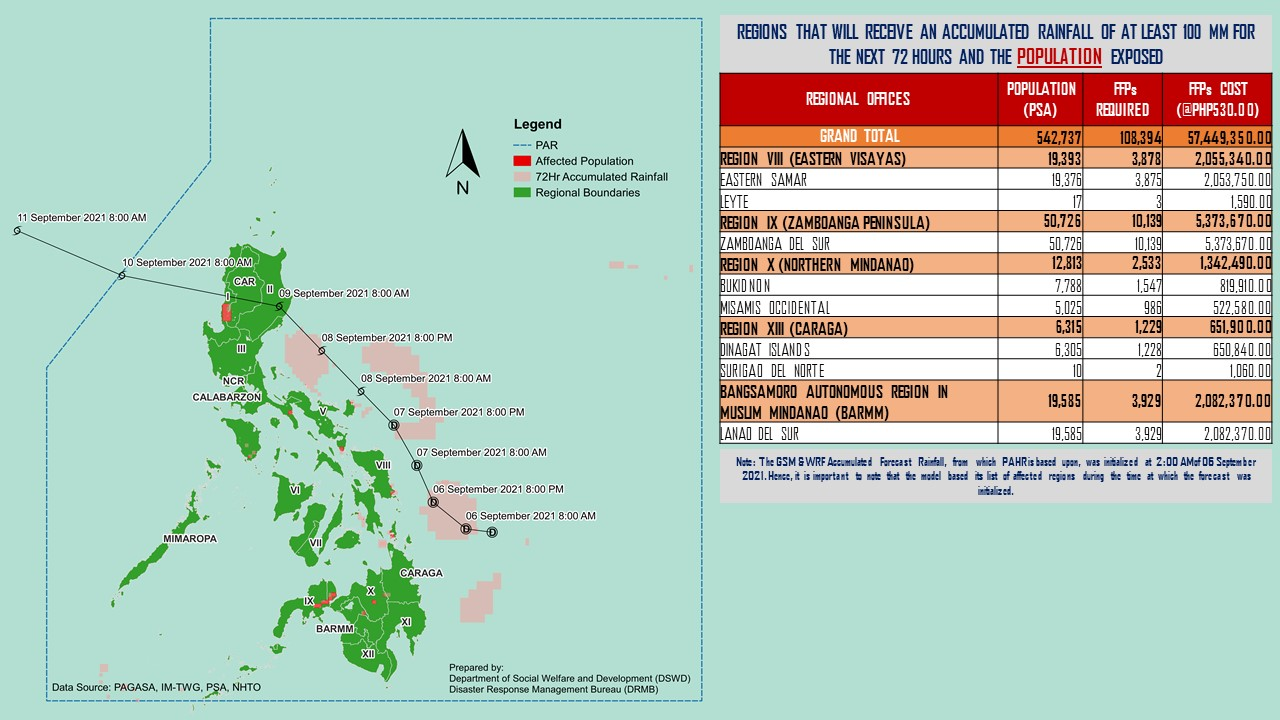 11 September 2021 8:00 AM
10 September 2021 8:00 AM
09 September 2021 8:00 AM
08 September 2021 8:00 PM
08 September 2021 8:00 AM
07 September 2021 8:00 PM
07 September 2021 8:00 AM
06 September 2021 8:00 PM
06 September 2021 8:00 AM
D
D
D
D
D
Legend
PAR
Affected Population
72Hr Accumulated Rainfall
Regional Boundaries
N
CAR
I
II
III
NCR
CALABARZON
V
VIII
VI
VII
MIMAROPA
CARAGA
X
IX
XI
BARMM
XII
Data Source: PAGASA, IM-TWG, PSA, NHTO
Prepared by:
Department of Social Welfare and Development (DSWD)
Disaster Response Management Bureau (DRMB)
REGIONS THAT WILL RECEIVE AN ACCUMULATED RAINFALL OF AT LEAST 100 MM FOR
THE NEXT 72 HOURS AND THE POPULATION EXPOSED
REGIONAL OFFICES POPULATION (PSA) FFPs REQUIRED FFPs COST (@PHP530.00)
GRAND TOTAL 542,737 108,394 57,449,350.00
REGION VIII (EASTERN VISAYAS) 19,393 3,878 2,055,340.00
EASTERN SAMAR 19,376 3,875 2,053,750.00
LEYTE 17 3 1,590.00
REGION IX (ZAMBOANGA PENINSULA) 50,726 10,139 5,373,670.00
ZAMBOANGA DEL SUR 50,726 10,139 5,373,670.00
REGION X (NORTHERN MINDANAO) 12,813 2,533 1,342,490.00
BUKIDNON 7,788 1,547 819,910.00
MISAMIS OCCIDENTAL 5,025 986 522,580.00
REGION XIII (CARAGA) 6,315 1,229 651,900.00
DINAGAT ISLANDS 6,305 1,228 650,840.00
SURIGAO DEL NORTE 10 2 1,060.00
BANGSAMORO AUTONOMOUS REGION IN
MUSLIM MINDANAO (BARMM) 19,585 3,929 2,082,370.00
LANAO DEL SUR 19,585 3,929 2,082,370.00
Note: The GSM & WRF Accumulated Forecast Rainfall, from which PAHR is based upon, was initialized at 2:00 AM of 06 September
2021. Hence, it is important to note that the model based its list of affected regions during the time at which the forecast was
initialized.